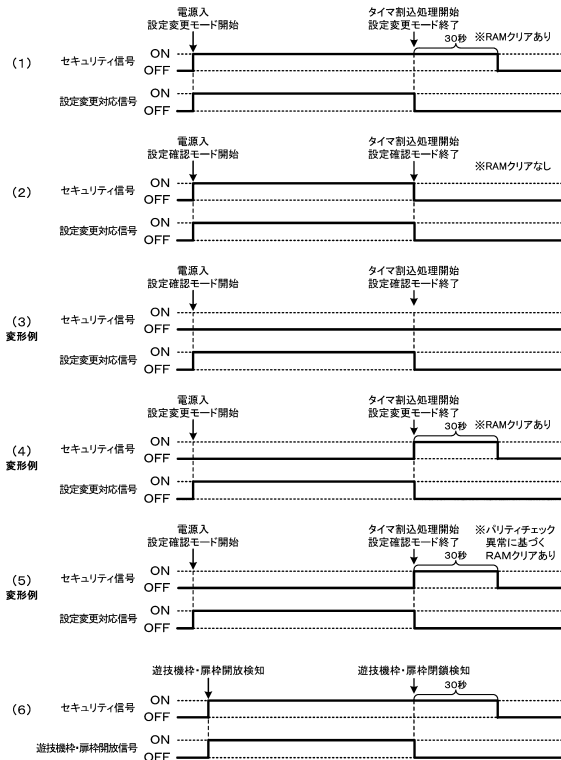 電源入
設定変更モード開始
タイマ割込処理開始
設定変更モード終了
30秒
※RAMクリアあり
(1)
セキュリティ信号
ON
OFF
設定変更対応信号
ON
OFF
電源入
設定確認モード開始
タイマ割込処理開始
設定確認モード終了
※RAMクリアなし
(2)
セキュリティ信号
ON
OFF
設定変更対応信号
ON
OFF
電源入
設定確認モード開始
タイマ割込処理開始
設定確認モード終了
(3)
変形例
セキュリティ信号
ON
OFF
設定変更対応信号
ON
OFF
電源入
設定変更モード開始
タイマ割込処理開始
設定変更モード終了
30秒
※RAMクリアあり
(4)
変形例
セキュリティ信号
ON
OFF
設定変更対応信号
ON
OFF
電源入
設定確認モード開始
タイマ割込処理開始
設定確認モード終了
30秒
※パリティチェック
異常に基づく
RAMクリアあり
(5)
変形例
セキュリティ信号
ON
OFF
設定変更対応信号
ON
OFF
遊技機枠・扉枠開放検知
遊技機枠・扉枠閉鎖検知
30秒
(6)
セキュリティ信号
ON
OFF
遊技機枠・扉枠開放信号
ON
OFF